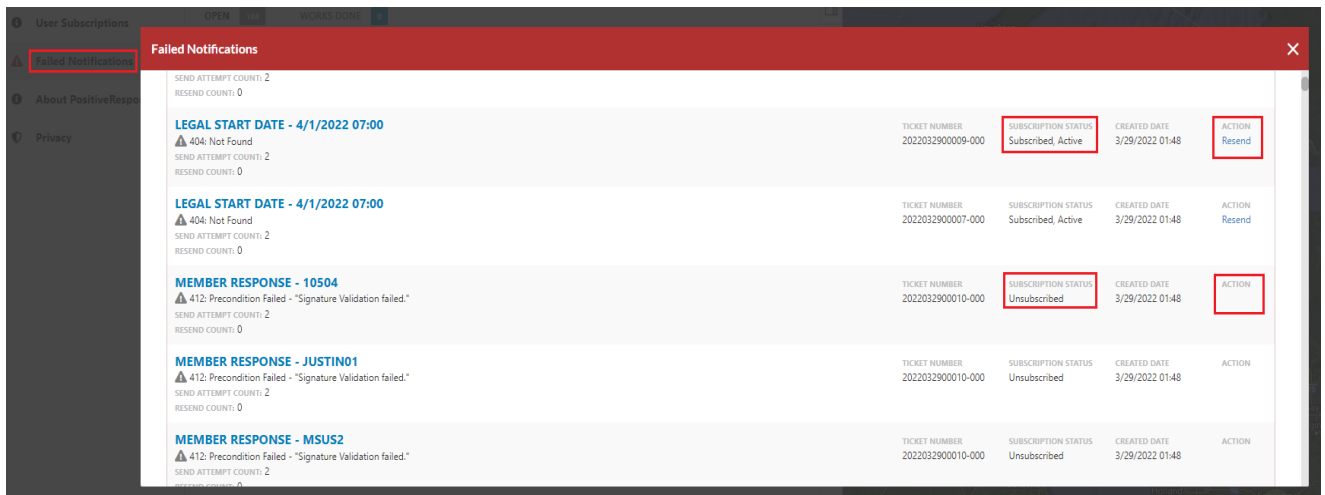 User Subscriptions
OPEN
WORKS DONE
Failed Notifications
Failed Notifications
About PositiveRespo
Privacy
SEND ATTEMPT COUNT: 2
RESEND COUNT: 0
LEGAL START DATE - 4/1/2022 07:00
404: Not Found
SEND ATTEMPT COUNT: 2
RESEND COUNT: 0
TICKET NUMBER
2022032900009-000
SUBSCRIPTION STATUS
Subscribed, Active
CREATED DATE
3/29/2022 01:48
ACTION
Resend
LEGAL START DATE - 4/1/2022 07:00
404: Not Found
SEND ATTEMPT COUNT: 2
RESEND COUNT: 0
TICKET NUMBER
2022032900007-000
SUBSCRIPTION STATUS
Subscribed, Active
CREATED DATE
3/29/2022 01:48
ACTION
Resend
MEMBER RESPONSE - 10504
412: Precondition Failed - "Signature Validation failed."
SEND ATTEMPT COUNT: 2
RESEND COUNT: 0
TICKET NUMBER
2022032900010-000
SUBSCRIPTION STATUS
Unsubscribed
CREATED DATE
3/29/2022 01:48
ACTION
MEMBER RESPONSE - JUSTIN01
412: Precondition Failed - "Signature Validation failed."
SEND ATTEMPT COUNT: 2
RESEND COUNT: 0
TICKET NUMBER
2022032900010-000
SUBSCRIPTION STATUS
Unsubscribed
CREATED DATE
3/29/2022 01:48
ACTION
MEMBER RESPONSE - MSUS2
412: Precondition Failed - "Signature Validation failed."
SEND ATTEMPT COUNT: 2
RESEND COUNT: 0
TICKET NUMBER
2022032900010-000
SUBSCRIPTION STATUS
Unsubscribed
CREATED DATE
3/29/2022 01:48
ACTION